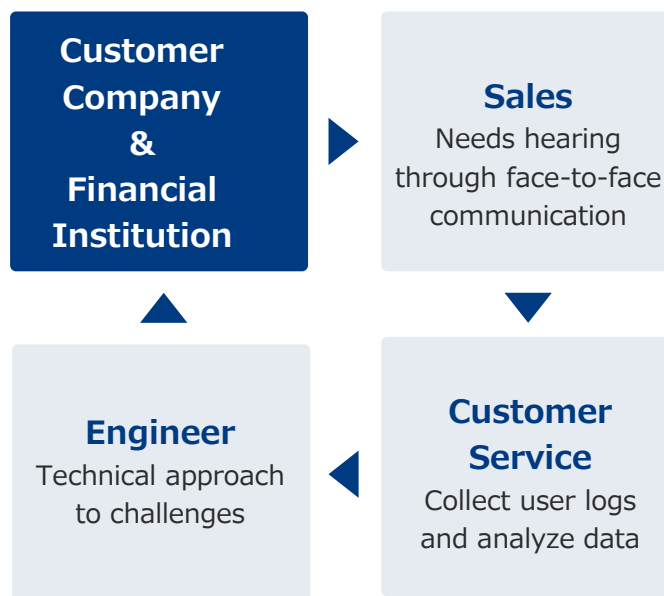 Customer
Company
&
Financial
Institution
Sales
Needs hearing
through face-to-face
communication
Engineer
Technical approach
to challenges
Customer
Service
Collect user logs
and analyze data